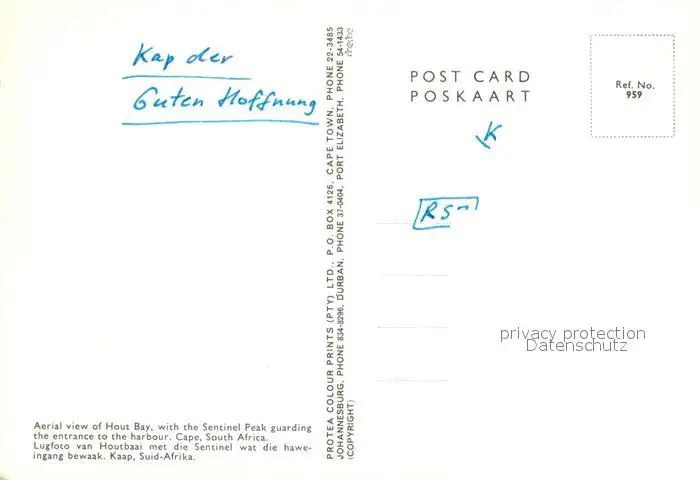 Kap der
Guten Hoffnung
POST CARD
POSKAART
Ref. No.
959
K
RS
privacy protection
Datenschutz
PROTEA COLOUR PRINTS (PTY) LTD., P.O. BOX 4126, CAPE TOWN, PHONE 22-3485
JOHANNESBURG, PHONE 834-8296, DURBAN, PHONE 37-0404, PORT ELIZABETH, PHONE 54-1433
(COPYRIGHT)
Aerial view of Hout Bay, with the Sentinel Peak guarding
the entrance to the harbour. Cape, South Africa.
Lugfoto van Houtbaai met die Sentinel wat die hawe-
ingang bewaak. Kaap, Suid-Afrika.